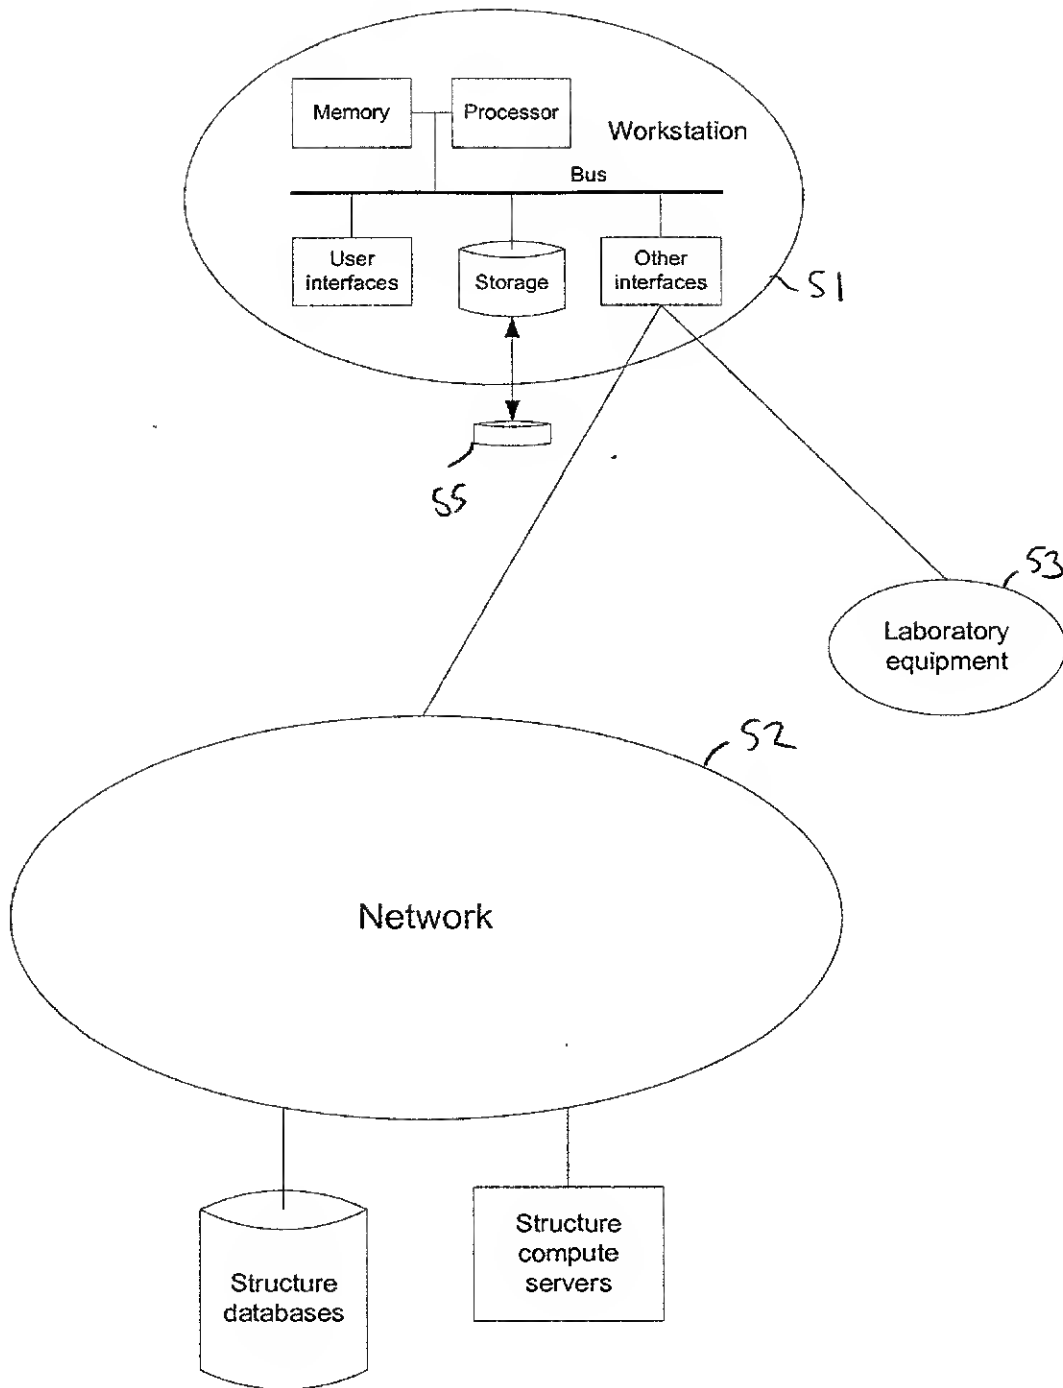 Memory
Processor
Workstation
Bus
User
interfaces
Storage
Other
interfaces
51
55
53
Laboratory
equipment
52
Network
Structure
databases
Structure
compute
servers